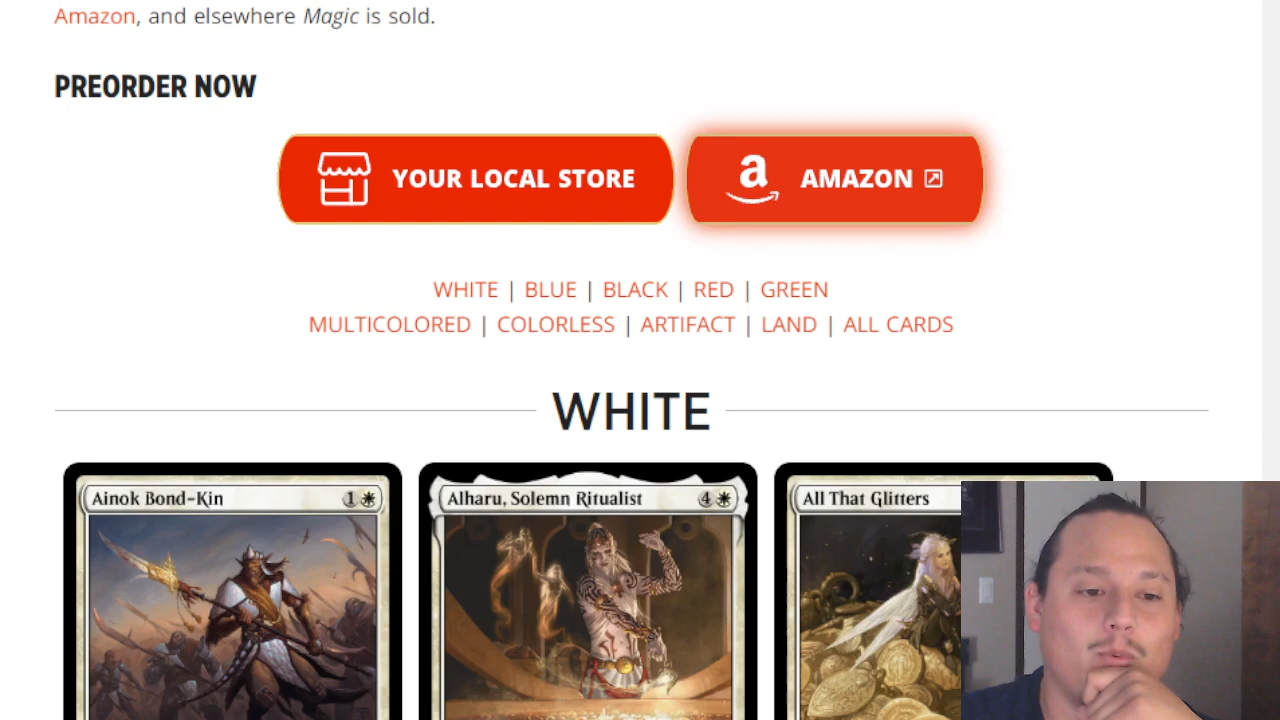 Amazon, and elsewhere Magic is sold.
PREORDER NOW
YOUR LOCAL STORE
a AMAZON
WHITE | BLUE | BLACK | RED | GREEN
MULTICOLORED | COLORLESS | ARTIFACT | LAND | ALL CARDS
WHITE
Ainok Bond-Kin 1
Alharu, Solemn Ritualist 4
All That Glitters